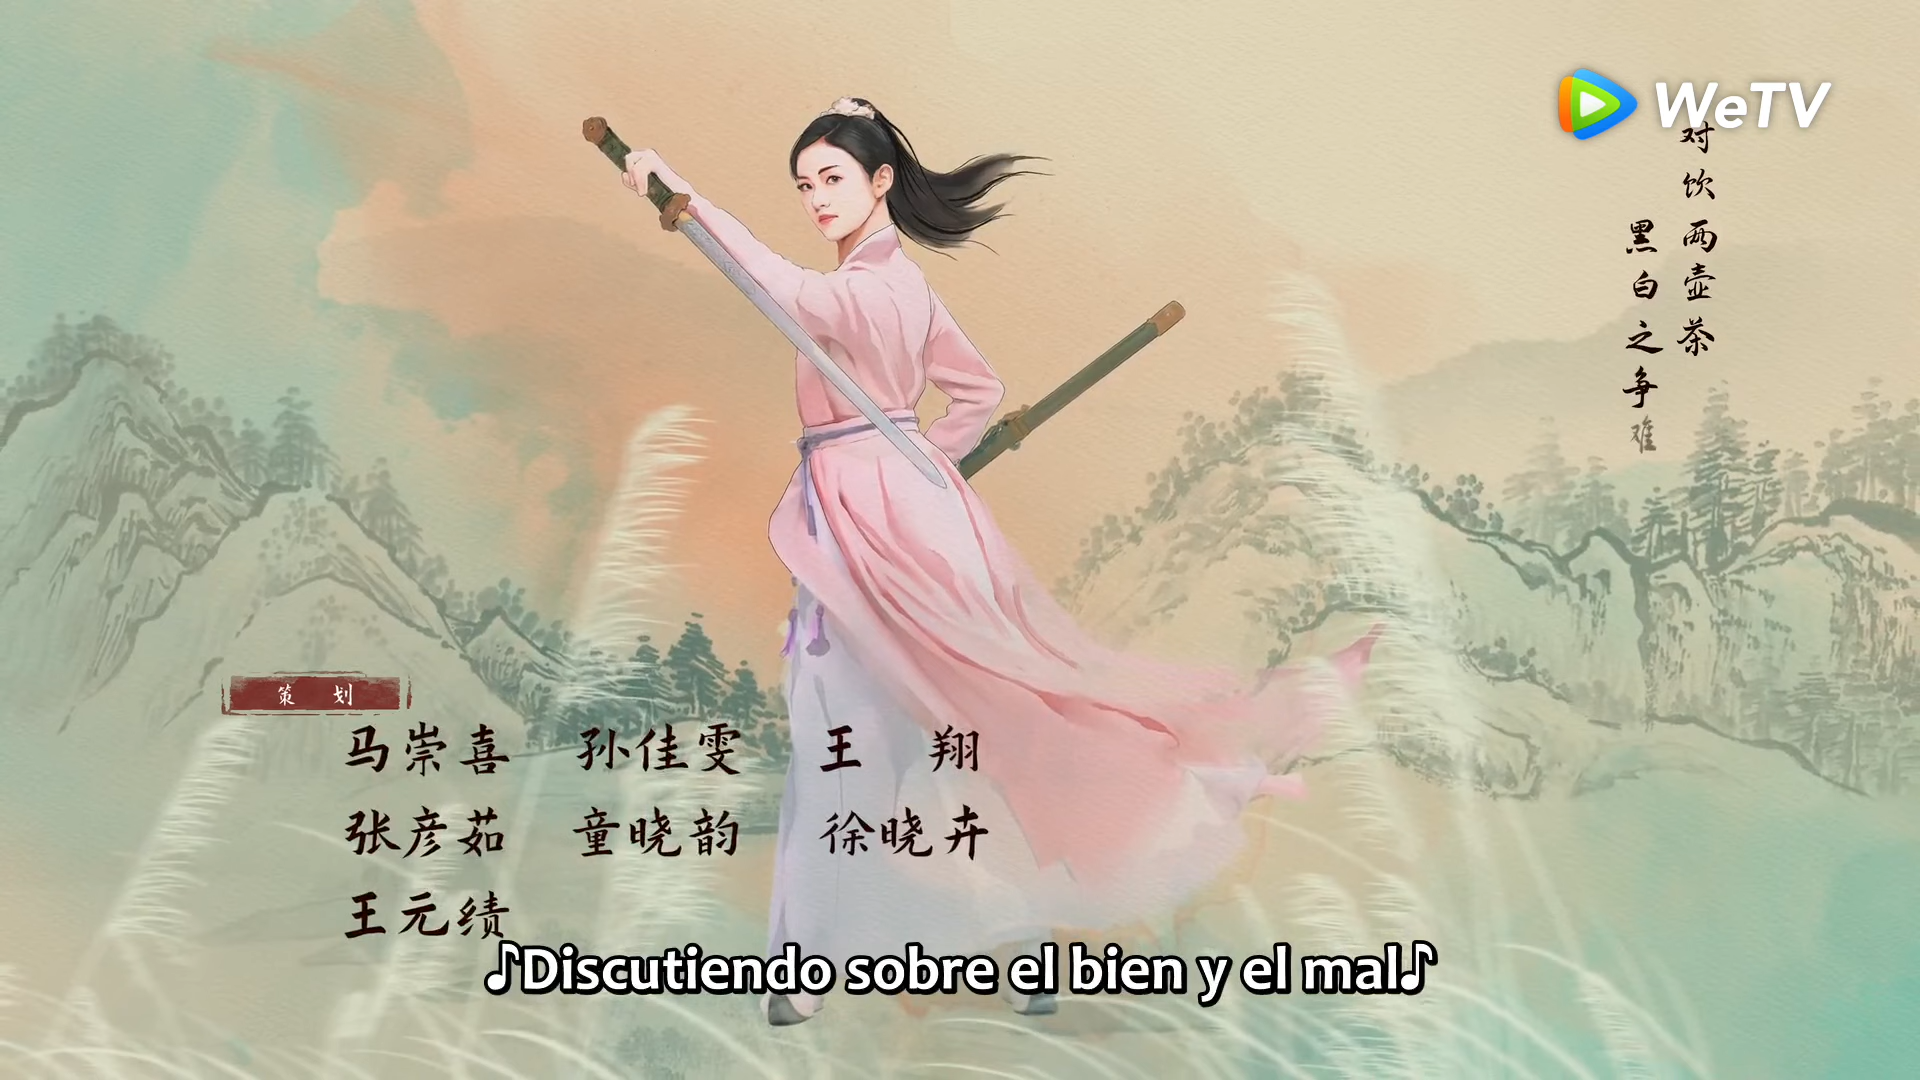 WeTV
对饮两壶茶
黑白之争难
策划
马崇喜 孙佳雯 王翔
张彦茹 童晓韵 徐晓卉
王元绩
♪Discutiendo sobre el bien y el mal♪